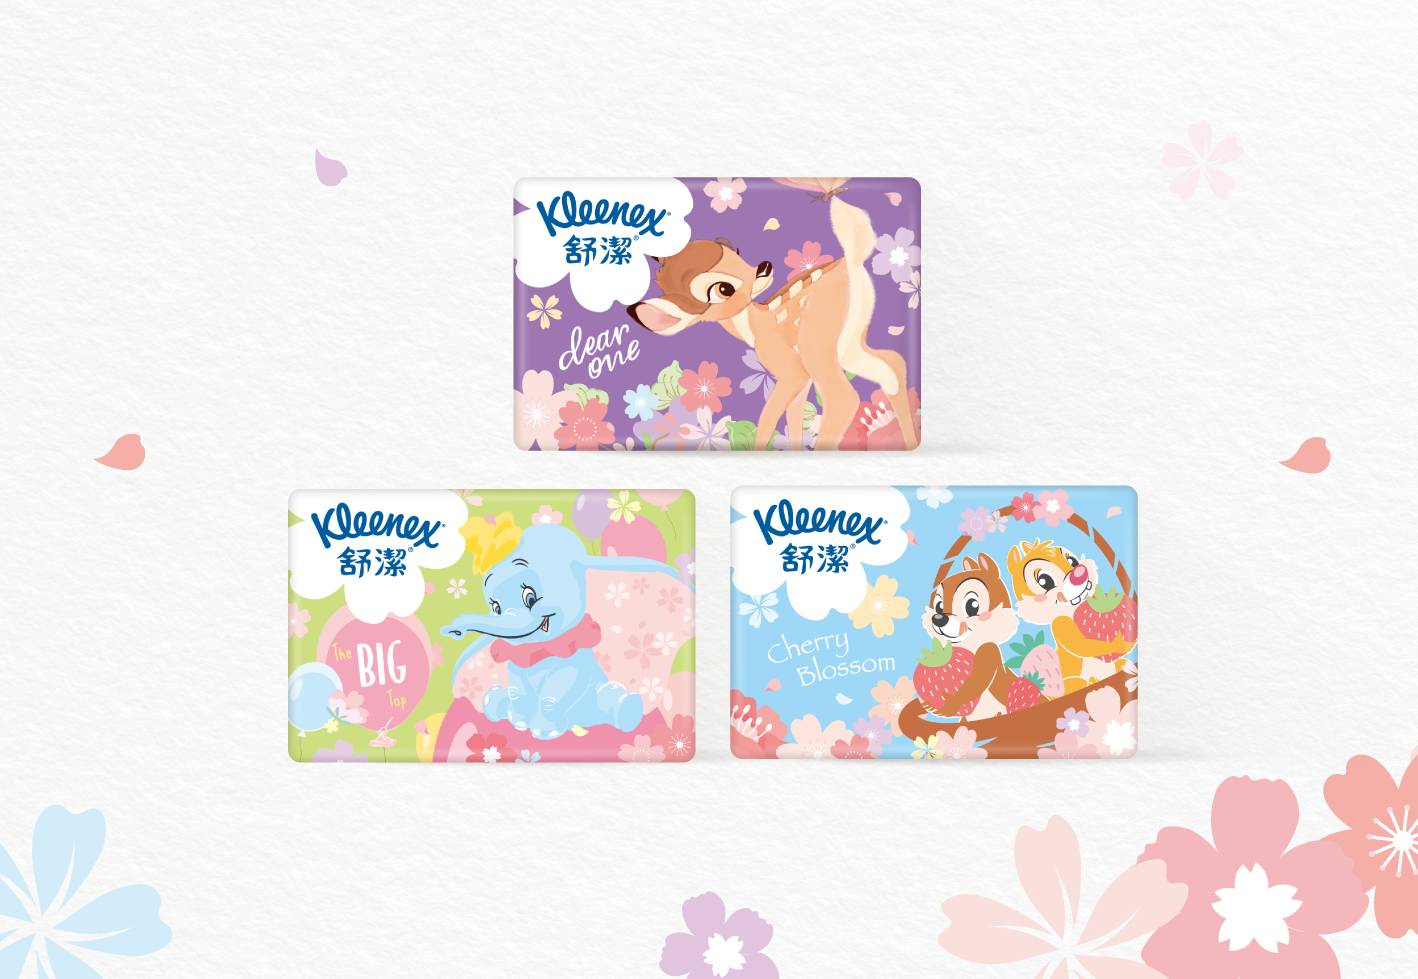 Kleenex®
舒潔®
dear
one
Kleenex®
舒潔®
The BIG Top
Kleenex®
舒潔®
Cherry
Blossom